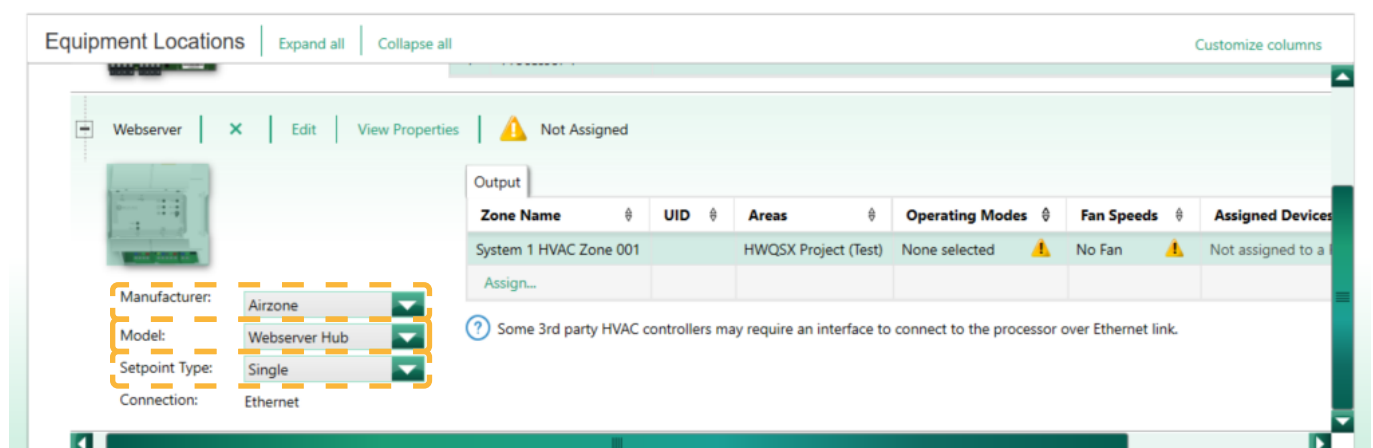 Equipment Locations Expand all Collapse all Customize columns
Webserver × Edit View Properties Not Assigned
Output
Zone Name UID Areas Operating Modes Fan Speeds Assigned Devices
System 1 HVAC Zone 001 HWQSX Project (Test) None selected No Fan Not assigned to a
Assign...
? Some 3rd party HVAC controllers may require an interface to connect to the processor over Ethernet link.
Manufacturer: Airzone
Model: Webserver Hub
Setpoint Type: Single
Connection: Ethernet